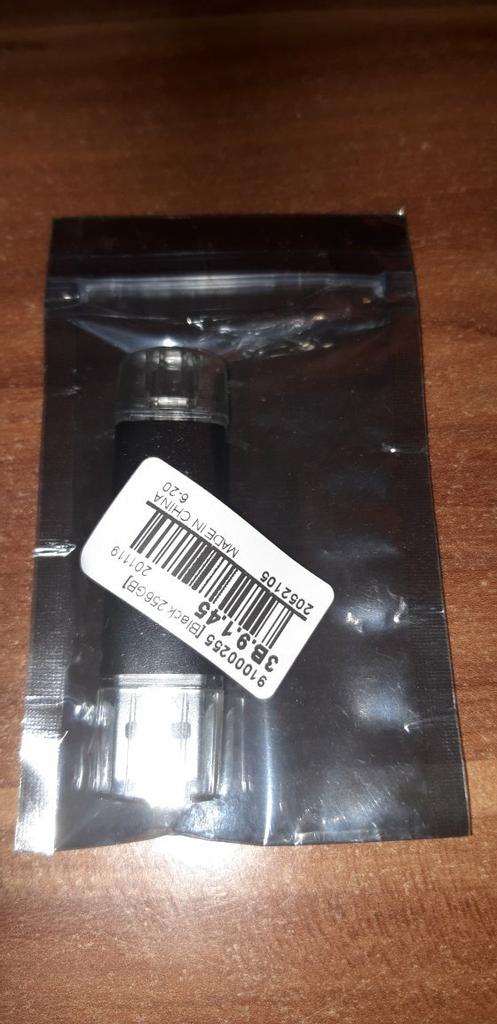 91000255 [Black 256GB]
3B.9.1.45 201119
2052105
MADE IN CHINA
6-20